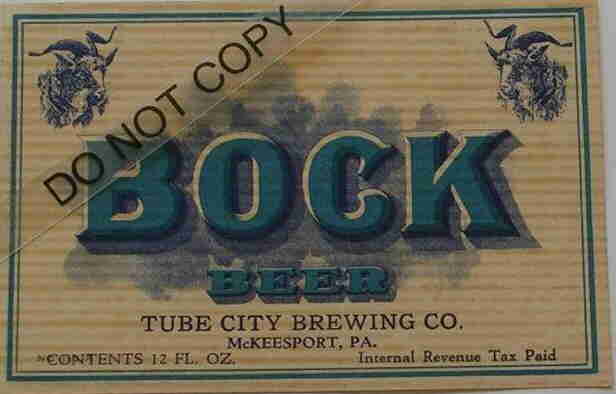 DO NOT COPY
BOCK
BEER
TUBE CITY BREWING CO.
McKEESPORT, PA.
CONTENTS 12 FL. OZ. Internal Revenue Tax Paid